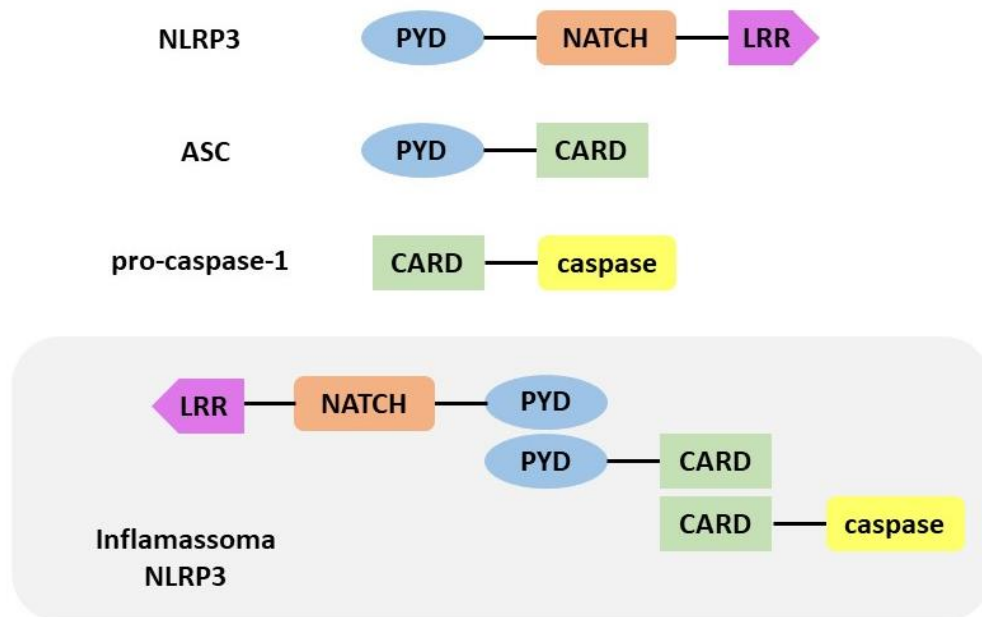 NLRP3 PYD NATCH LRR
ASC PYD CARD
pro-caspase-1 CARD caspase
LRR NATCH PYD
PYD CARD
CARD caspase
Inflamassoma
NLRP3